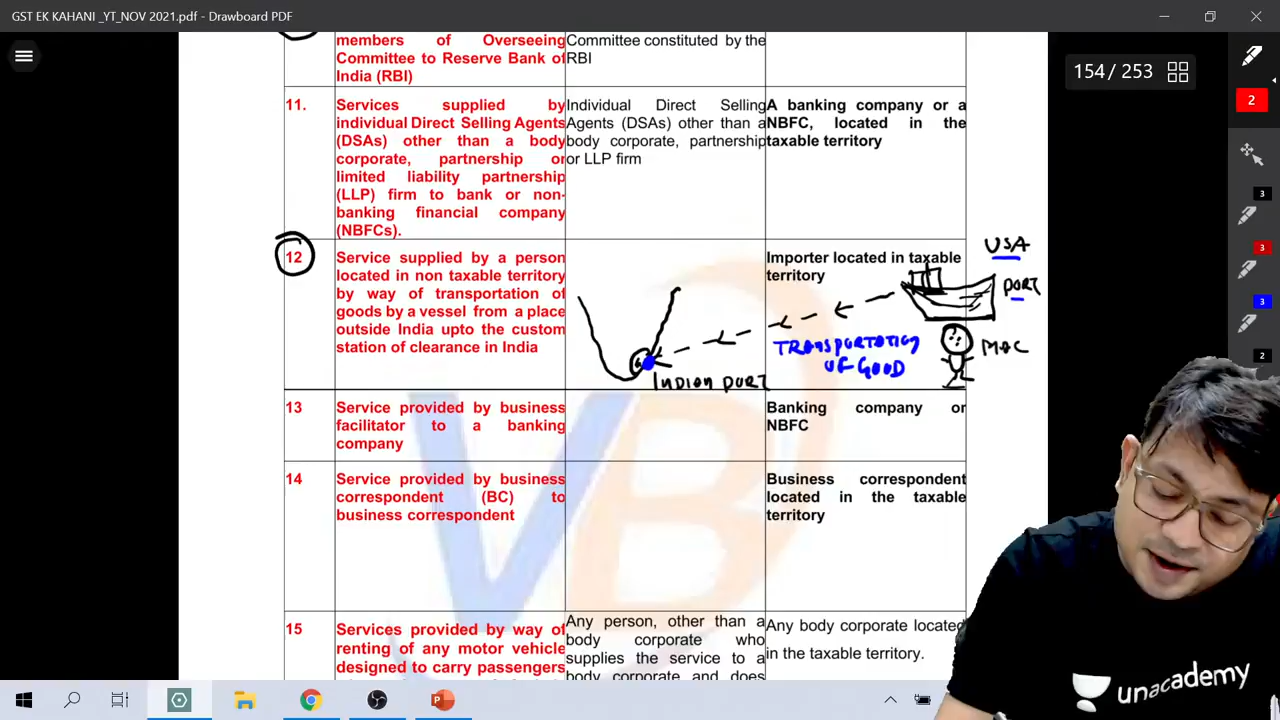 GST EK KAHANI _YT_NOV 2021.pdf - Drawboard PDF
154 / 253
members of Overseeing
Committee to Reserve Bank of
India (RBI)
Committee constituted by the
RBI
11.
Services supplied by
individual Direct Selling Agents
(DSAs) other than a body
corporate, partnership or
limited liability partnership
(LLP) firm to bank or non-
banking financial company
(NBFCs).
Individual Direct Selling
Agents (DSAs) other than a
body corporate, partnership
or LLP firm
A banking company or a
NBFC, located in the
taxable territory
12
Service supplied by a person
located in non taxable territory
by way of transportation of
goods by a vessel from a place
outside India upto the custom
station of clearance in India
Importer located in taxable
territory
USA
PORT
TRANSPORTATION
OF GOOD
INDIAN PORT
13
Service provided by business
facilitator to a banking
company
Banking company or
NBFC
14
Service provided by business
correspondent (BC) to
business correspondent
Business correspondent
located in the taxable
territory
15
Services provided by way of
renting of any motor vehicle
designed to carry passengers
Any person, other than a
body corporate who
supplies the service to a
body corporate and does
Any body corporate located
in the taxable territory.
2
3
3
3
2
unacademy